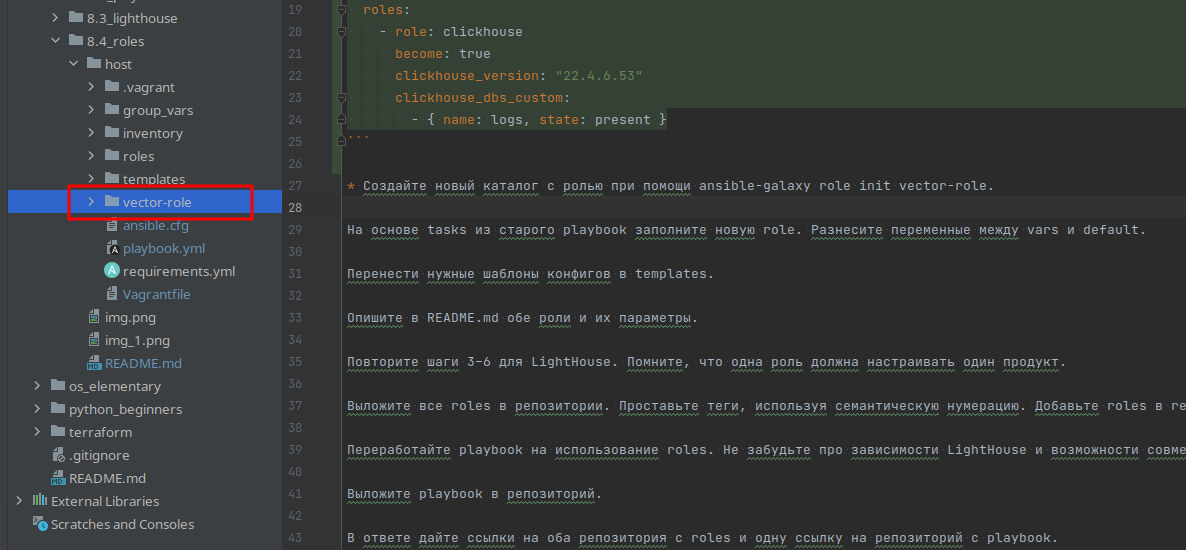 8.3_lighthouse
8.4_roles
host
.vagrant
group_vars
inventory
roles
templates
vector-role
ansible.cfg
playbook.yml
requirements.yml
Vagrantfile
img.png
img_1.png
README.md
os_elementary
python_beginners
terraform
.gitignore
README.md
External Libraries
Scratches and Consoles
19 roles:
20 - role: clickhouse
21 become: true
22 clickhouse_version: "22.4.6.53"
23 clickhouse_dbs_custom:
24 - { name: logs, state: present }
25 ```
26
27 * Создайте новый каталог с ролью при помощи ansible-galaxy role init vector-role.
28
29 На основе tasks из старого playbook заполните новую role. Разнесите переменные между vars и default.
30
31 Перенести нужные шаблоны конфигов в templates.
32
33 Опишите в README.md обе роли и их параметры.
34
35 Повторите шаги 3-6 для LightHouse. Помните, что одна роль должна настраивать один продукт.
36
37 Выложите все roles в репозитории. Проставьте теги, используя семантическую нумерацию. Добавьте roles в re
38
39 Переработайте playbook на использование roles. Не забудьте про зависимости LightHouse и возможности совме
40
41 Выложите playbook в репозиторий.
42
43 В ответе дайте ссылки на оба репозитория с roles и одну ссылку на репозиторий с playbook.